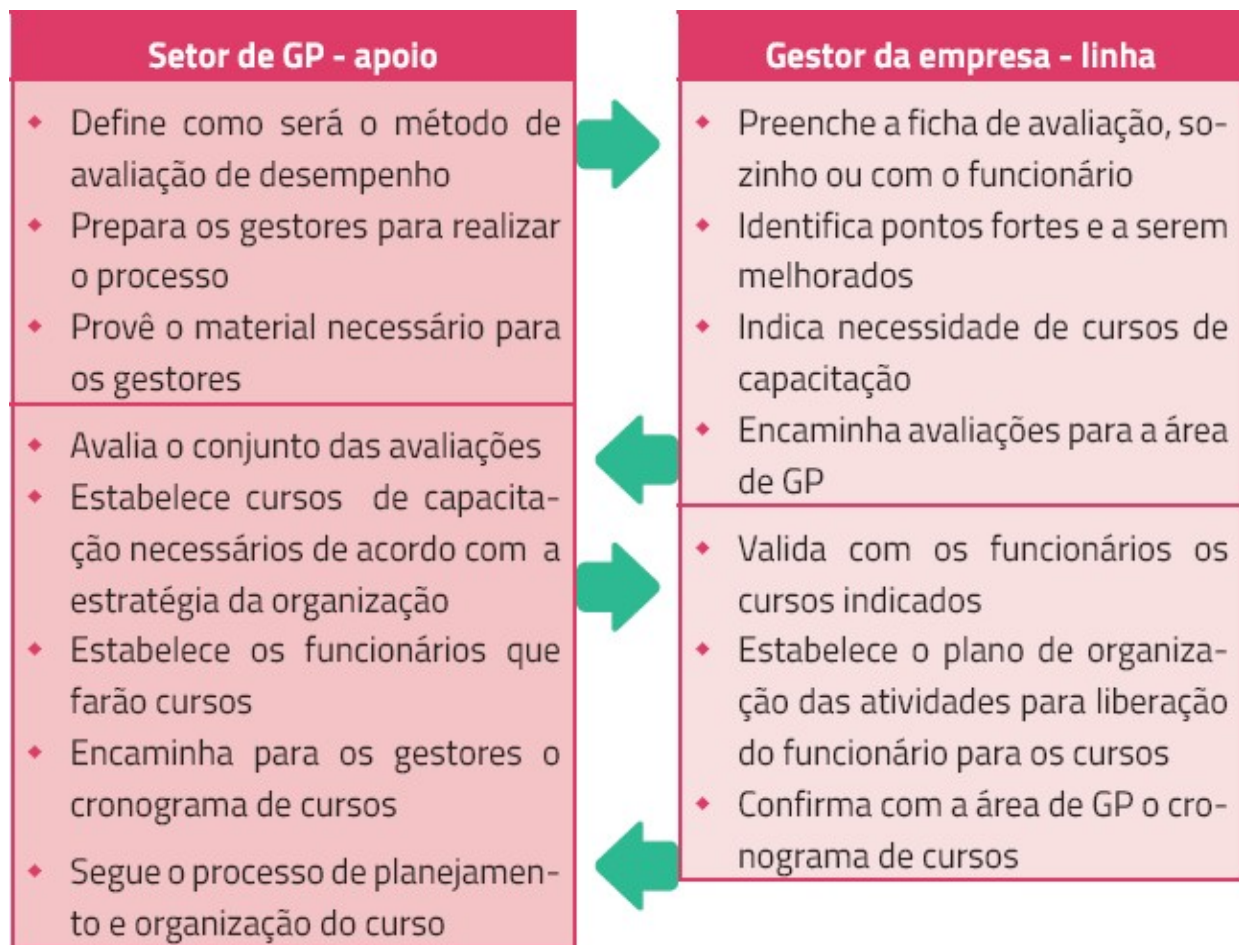 Setor de GP - apoio
Define como será o método de
avaliação de desempenho
Prepara os gestores para realizar
o processo
Provê o material necessário para
os gestores
Avalia o conjunto das avaliações
Estabelece cursos de capacita-
ção necessários de acordo com a
estratégia da organização
Estabelece os funcionários que
farão cursos
Encaminha para os gestores o
cronograma de cursos
Segue o processo de planejamen-
to e organização do curso
Gestor da empresa - linha
Preenche a ficha de avaliação, so-
zinho ou com o funcionário
Identifica pontos fortes e a serem
melhorados
Indica necessidade de cursos de
capacitação
Encaminha avaliações para a área
de GP
Valida com os funcionários os
cursos indicados
Estabelece o plano de organiza-
ção das atividades para liberação
do funcionário para os cursos
Confirma com a área de GP o cro-
nograma de cursos